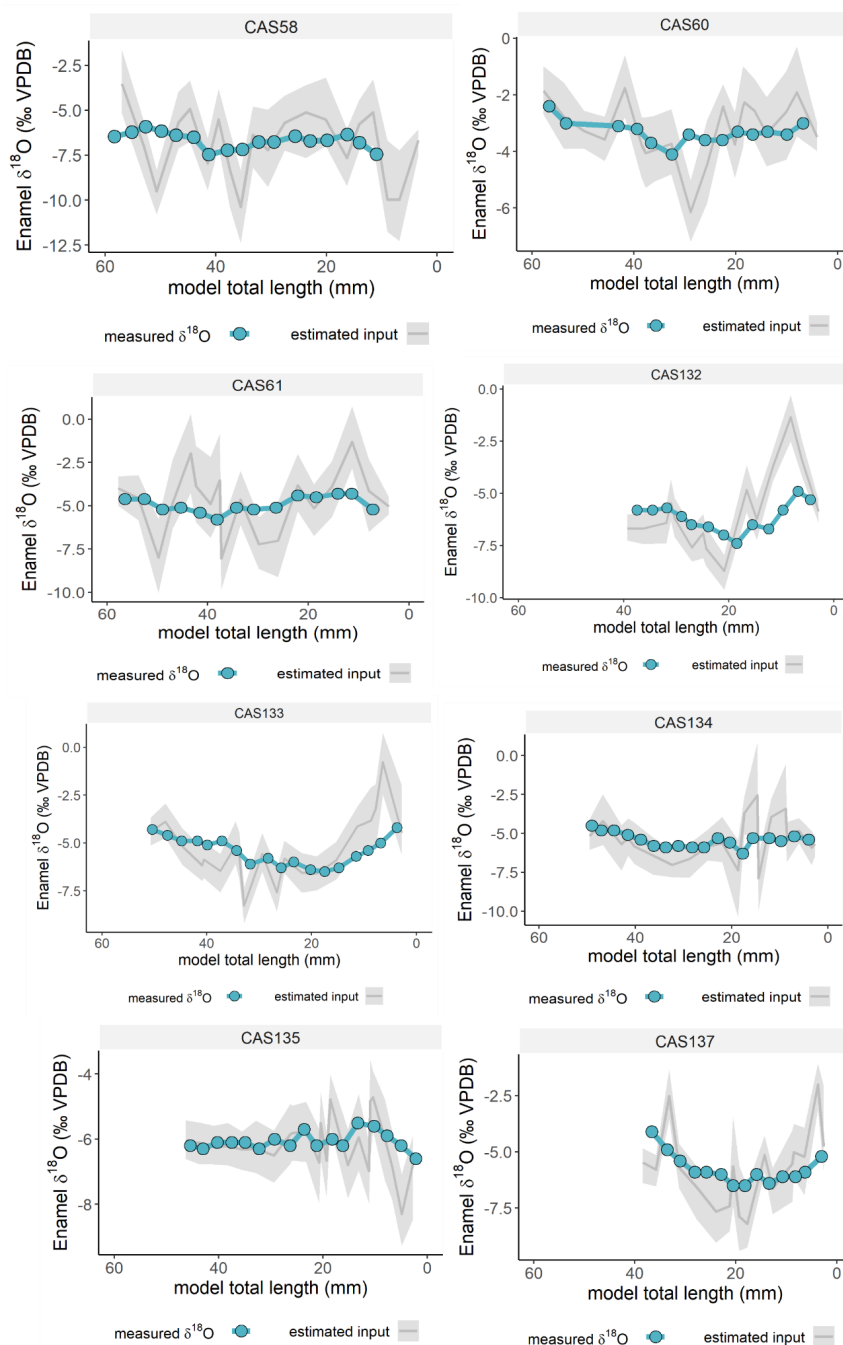 CAS58
Enamel δ¹⁸O (‰ VPDB)
-2.5
-5.0
-7.5
-10.0
-12.5
60
40
20
0
model total length (mm)
measured δ¹⁸O
estimated input
CAS60
Enamel δ¹⁸O (‰ VPDB)
0
-2
-4
-6
60
40
20
0
model total length (mm)
measured δ¹⁸O
estimated input
CAS61
Enamel δ¹⁸O (‰ VPDB)
0.0
-2.5
-5.0
-7.5
-10.0
60
40
20
0
model total length (mm)
measured δ¹⁸O
estimated input
CAS132
Enamel δ¹⁸O (‰ VPDB)
0.0
-2.5
-5.0
-7.5
-10.0
60
40
20
0
model total length (mm)
measured δ¹⁸O
estimated input
CAS133
Enamel δ¹⁸O (‰ VPDB)
0.0
-2.5
-5.0
-7.5
60
40
20
0
model total length (mm)
measured δ¹⁸O
estimated input
CAS134
Enamel δ¹⁸O (‰ VPDB)
0.0
-2.5
-5.0
-7.5
-10.0
60
40
20
0
model total length (mm)
measured δ¹⁸O
estimated input
CAS135
Enamel δ¹⁸O (‰ VPDB)
-4
-6
-8
60
40
20
0
model total length (mm)
measured δ¹⁸O
estimated input
CAS137
Enamel δ¹⁸O (‰ VPDB)
-2.5
-5.0
-7.5
60
40
20
0
model total length (mm)
measured δ¹⁸O
estimated input